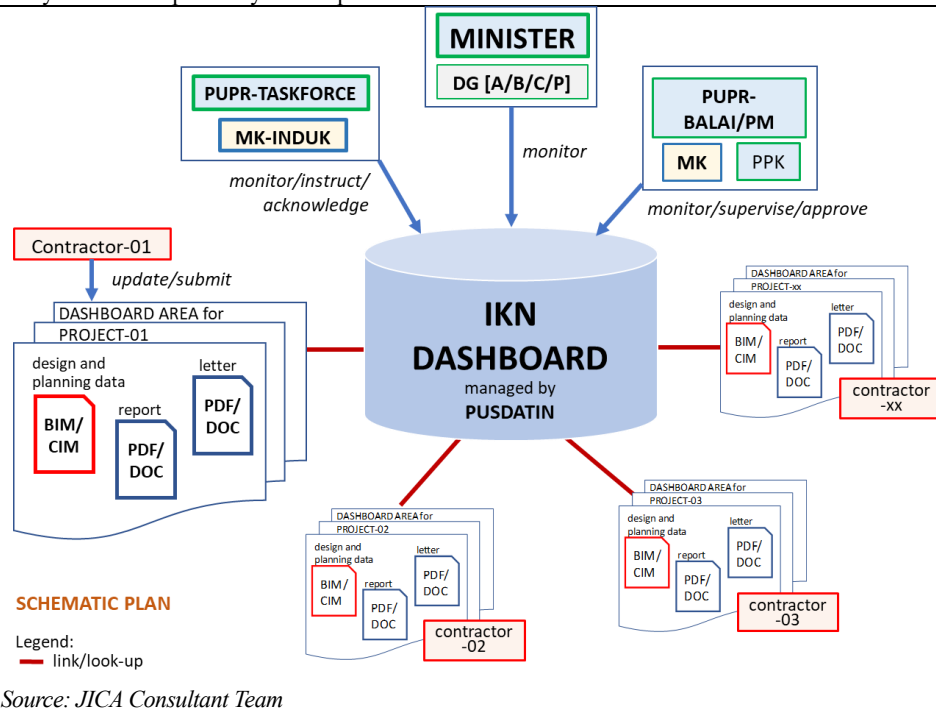 MINISTER
DG [A/B/C/P]
PUPR-TASKFORCE
MK-INDUK
PUPR-
BALAI/PM
MK
PPK
monitor
monitor/instruct/
acknowledge
monitor/supervise/approve
Contractor-01
update/submit
DASHBOARD AREA for
PROJECT-01
design and
planning data
letter
report
BIM/
CIM
PDF/
DOC
PDF/
DOC
IKN
DASHBOARD
managed by
PUSDATIN
DASHBOARD AREA for
PROJECT-xx
design and
planning data
letter
report
BIM/
CIM
PDF/
DOC
PDF/
DOC
contractor
-xx
DASHBOARD AREA for
PROJECT-02
design and
planning data
letter
report
BIM/
CIM
PDF/
DOC
PDF/
DOC
contractor
-02
DASHBOARD AREA for
PROJECT-03
design and
planning data
letter
report
BIM/
CIM
PDF/
DOC
PDF/
DOC
contractor
-03
SCHEMATIC PLAN
Legend:
link/look-up
Source: JICA Consultant Team